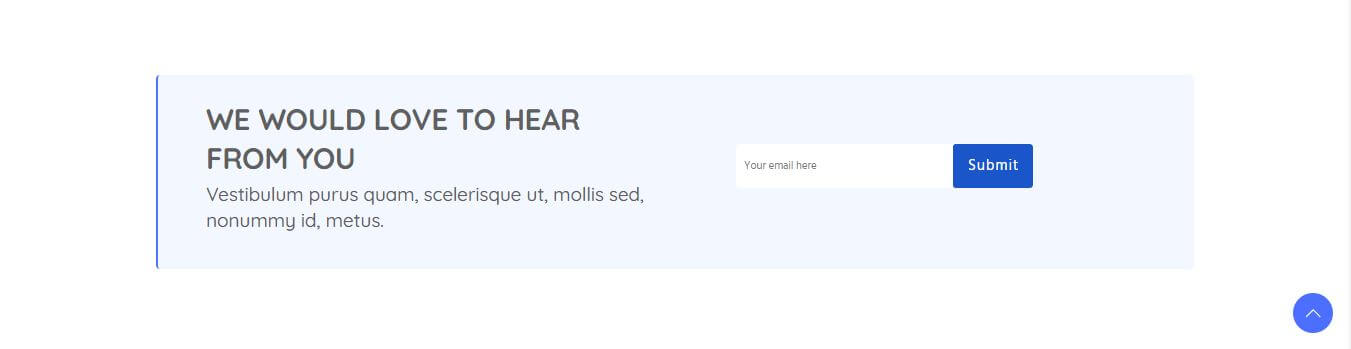 WE WOULD LOVE TO HEAR
FROM YOU
Vestibulum purus quam, scelerisque ut, mollis sed,
nonummy id, metus.
Your email here
Submit